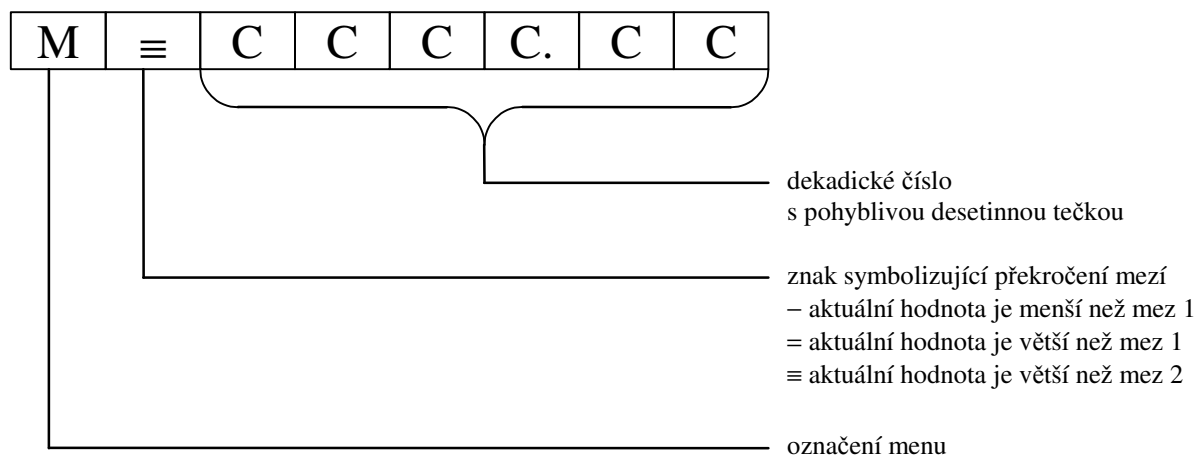 M ≡ C C C C. C C
dekadické číslo
s pohyblivou desetinnou tečkou
znak symbolizující překročení mezí
− aktuální hodnota je menší než mez 1
= aktuální hodnota je větší než mez 1
≡ aktuální hodnota je větší než mez 2
označení menu